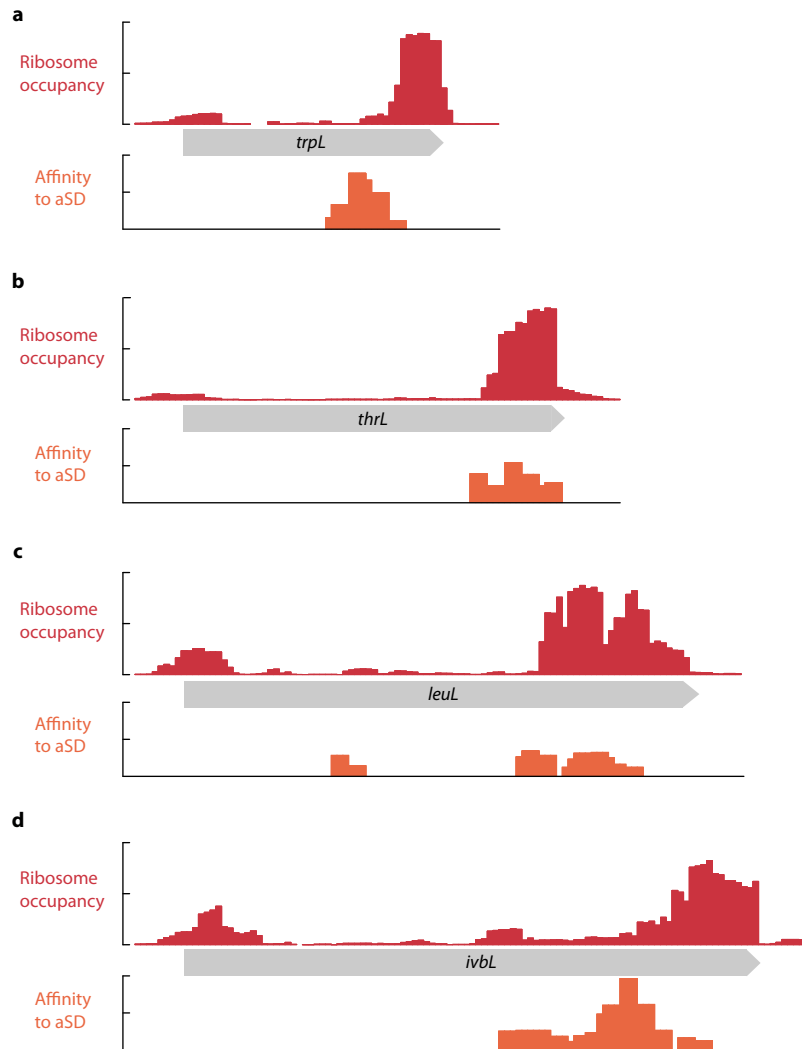 a
Ribosome
occupancy
trpL
Affinity
to aSD
b
Ribosome
occupancy
thrL
Affinity
to aSD
c
Ribosome
occupancy
leuL
Affinity
to aSD
d
Ribosome
occupancy
ivbL
Affinity
to aSD